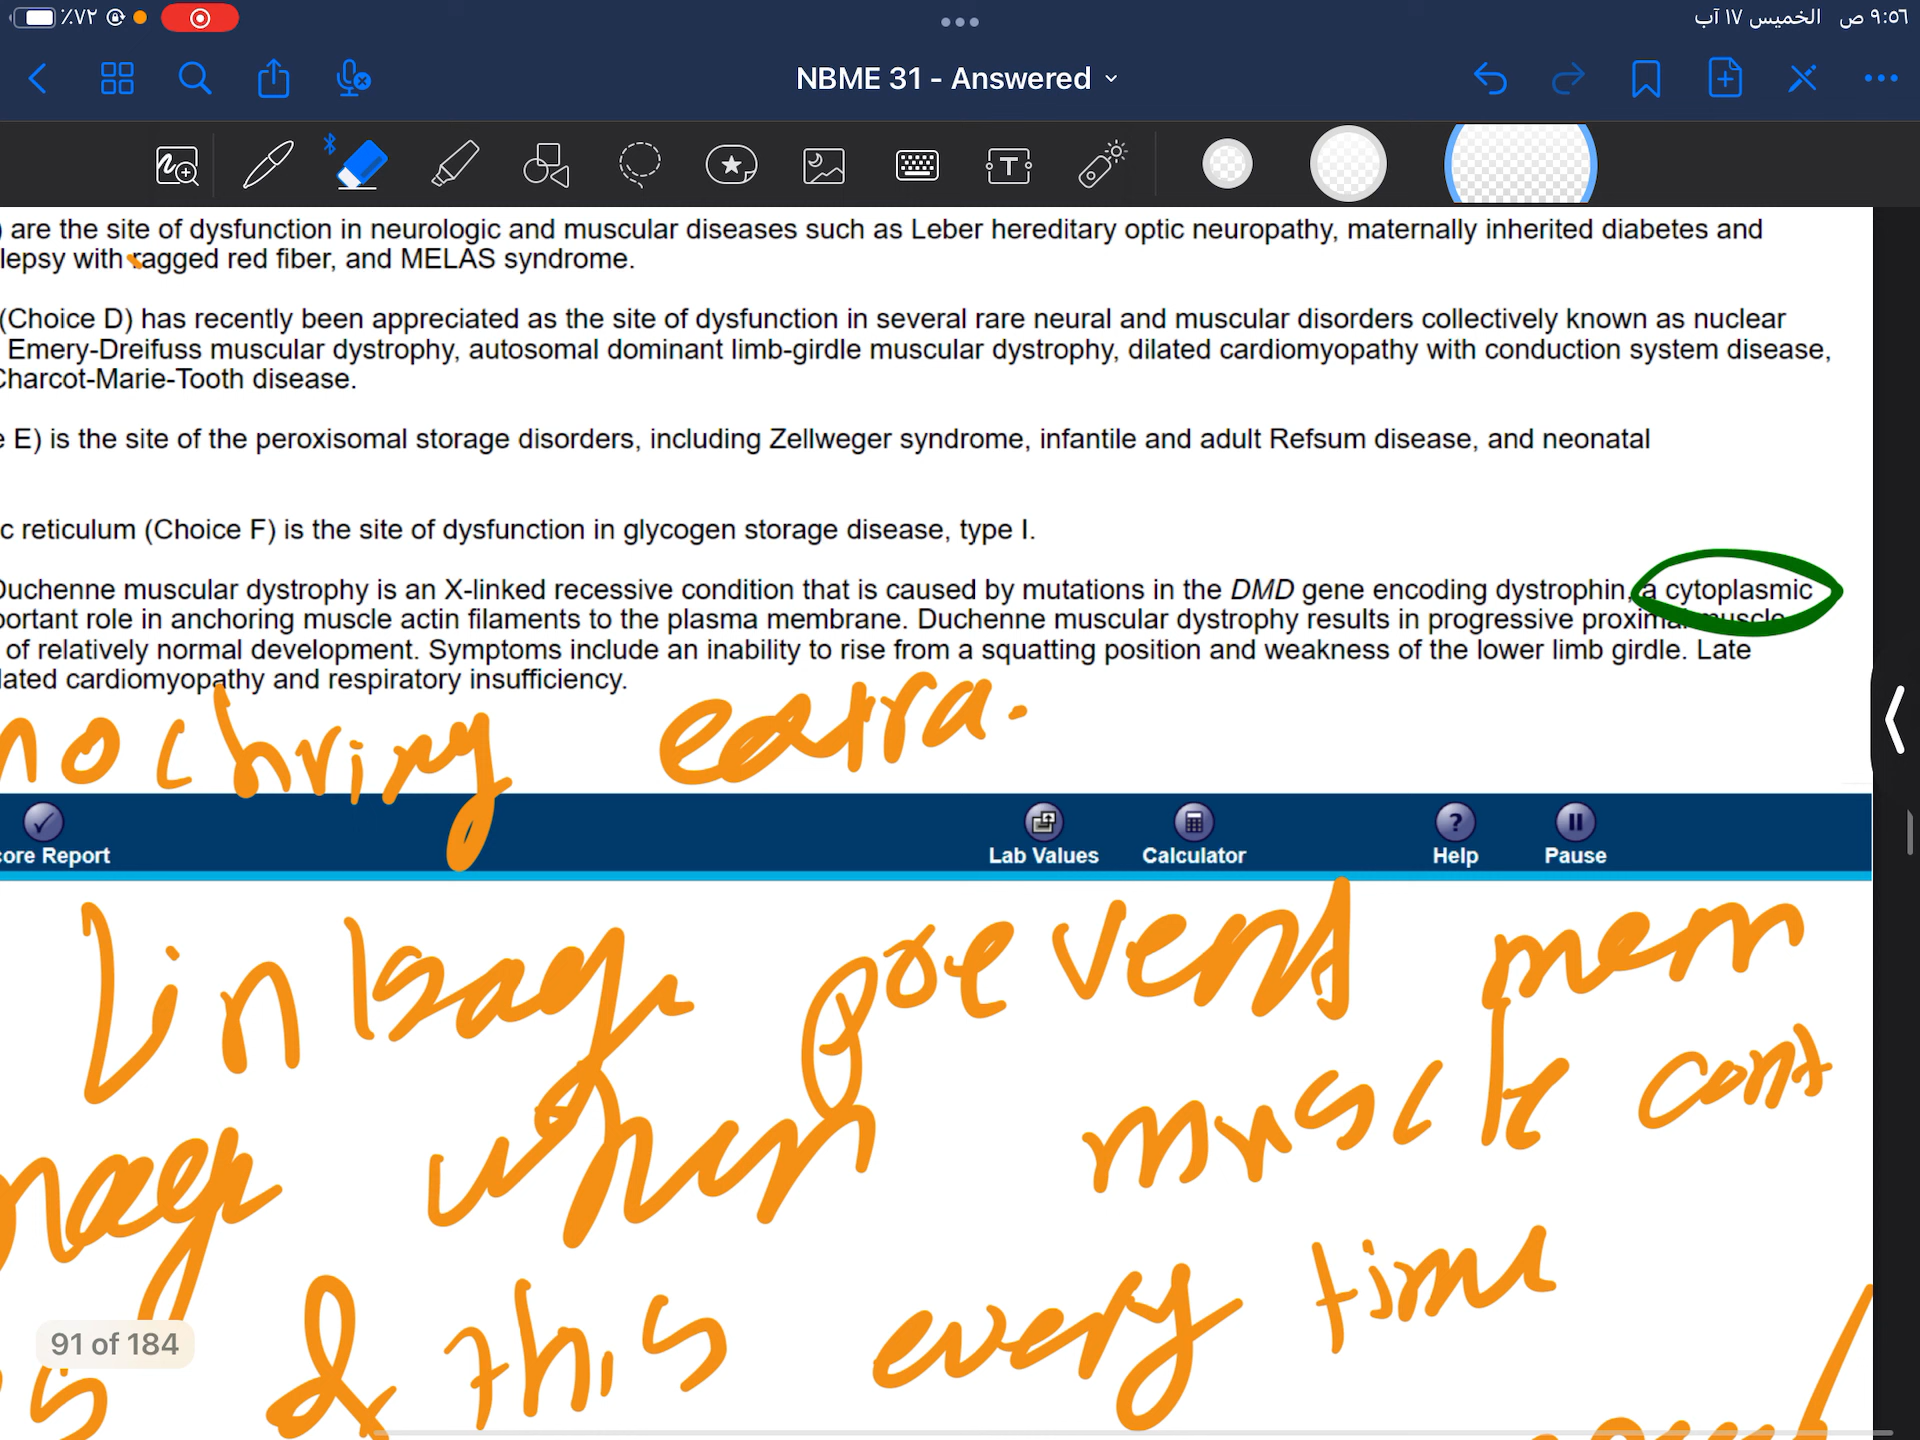 ٪٧٢
٩:٥٦ ص الخميس ١٧ آب
NBME 31 - Answered
T
) are the site of dysfunction in neurologic and muscular diseases such as Leber hereditary optic neuropathy, maternally inherited diabetes and
lepsy with ragged red fiber, and MELAS syndrome.
(Choice D) has recently been appreciated as the site of dysfunction in several rare neural and muscular disorders collectively known as nuclear
Emery-Dreifuss muscular dystrophy, autosomal dominant limb-girdle muscular dystrophy, dilated cardiomyopathy with conduction system disease,
Charcot-Marie-Tooth disease.
e E) is the site of the peroxisomal storage disorders, including Zellweger syndrome, infantile and adult Refsum disease, and neonatal
c reticulum (Choice F) is the site of dysfunction in glycogen storage disease, type I.
Duchenne muscular dystrophy is an X-linked recessive condition that is caused by mutations in the DMD gene encoding dystrophin, a cytoplasmic
portant role in anchoring muscle actin filaments to the plasma membrane. Duchenne muscular dystrophy results in progressive proximal muscle
of relatively normal development. Symptoms include an inability to rise from a squatting position and weakness of the lower limb girdle. Late
lated cardiomyopathy and respiratory insufficiency.
extra.
core Report Lab Values Calculator Help Pause
Linkage prevents mem
when muscle cont
& this every time
91 of 184